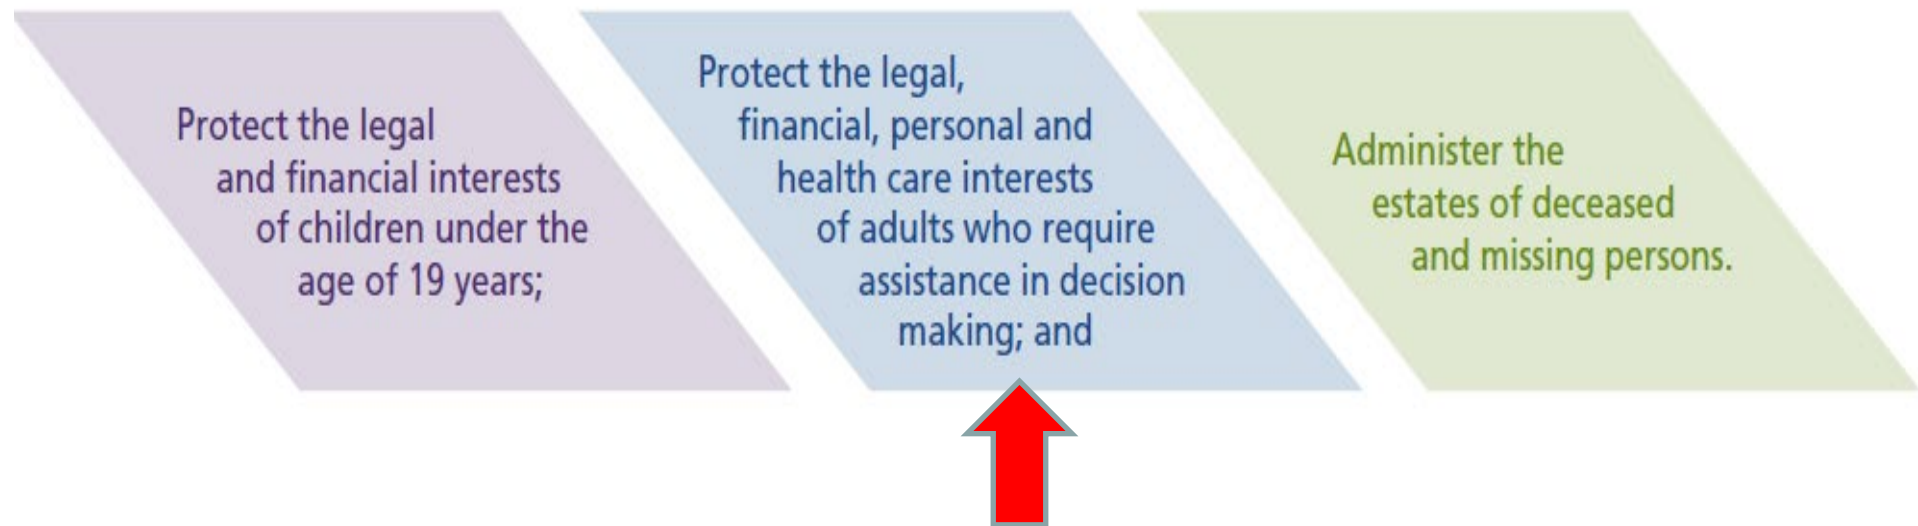 Protect the legal
and financial interests
of children under the
age of 19 years;
Protect the legal,
financial, personal and
health care interests
of adults who require
assistance in decision
making; and
Administer the
estates of deceased
and missing persons.